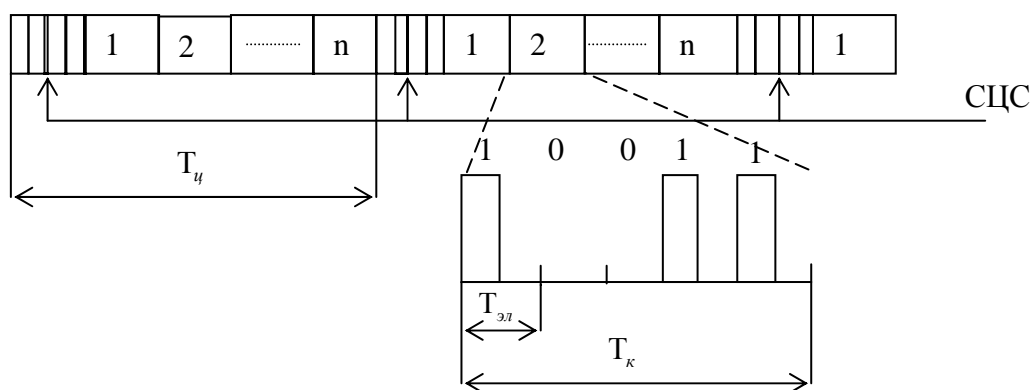 1 2 ............. n 1 2 ........... n 1
СЦС
1 0 0 1 1
Tц
Tэл
Tк